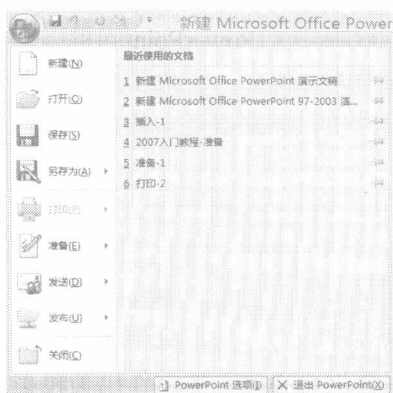 新建 Microsoft Office Power
最近使用的文档
新建(N)
1 新建 Microsoft Office PowerPoint 演示文稿
打开(O)
2 新建 Microsoft Office PowerPoint 97-2003 演...
3 插入-1
保存(S)
4 2007入门教程-准备
5 准备-1
另存为(A)
6 打印-2
打印(P)
准备(E)
发送(D)
发布(U)
关闭(C)
PowerPoint 选项(I) 退出 PowerPoint(X)